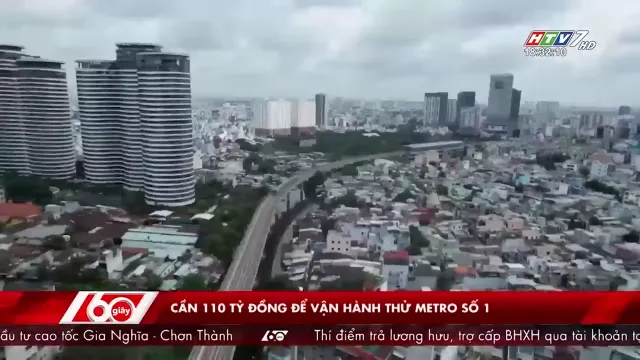 HTV7 HD
18:32:10
60 giây
CẦN 110 TỶ ĐỒNG ĐỂ VẬN HÀNH THỬ METRO SỐ 1
ầu tư cao tốc Gia Nghĩa - Chơn Thành 60 Thí điểm trả lương, trợ cấp BHXH qua tài khoản